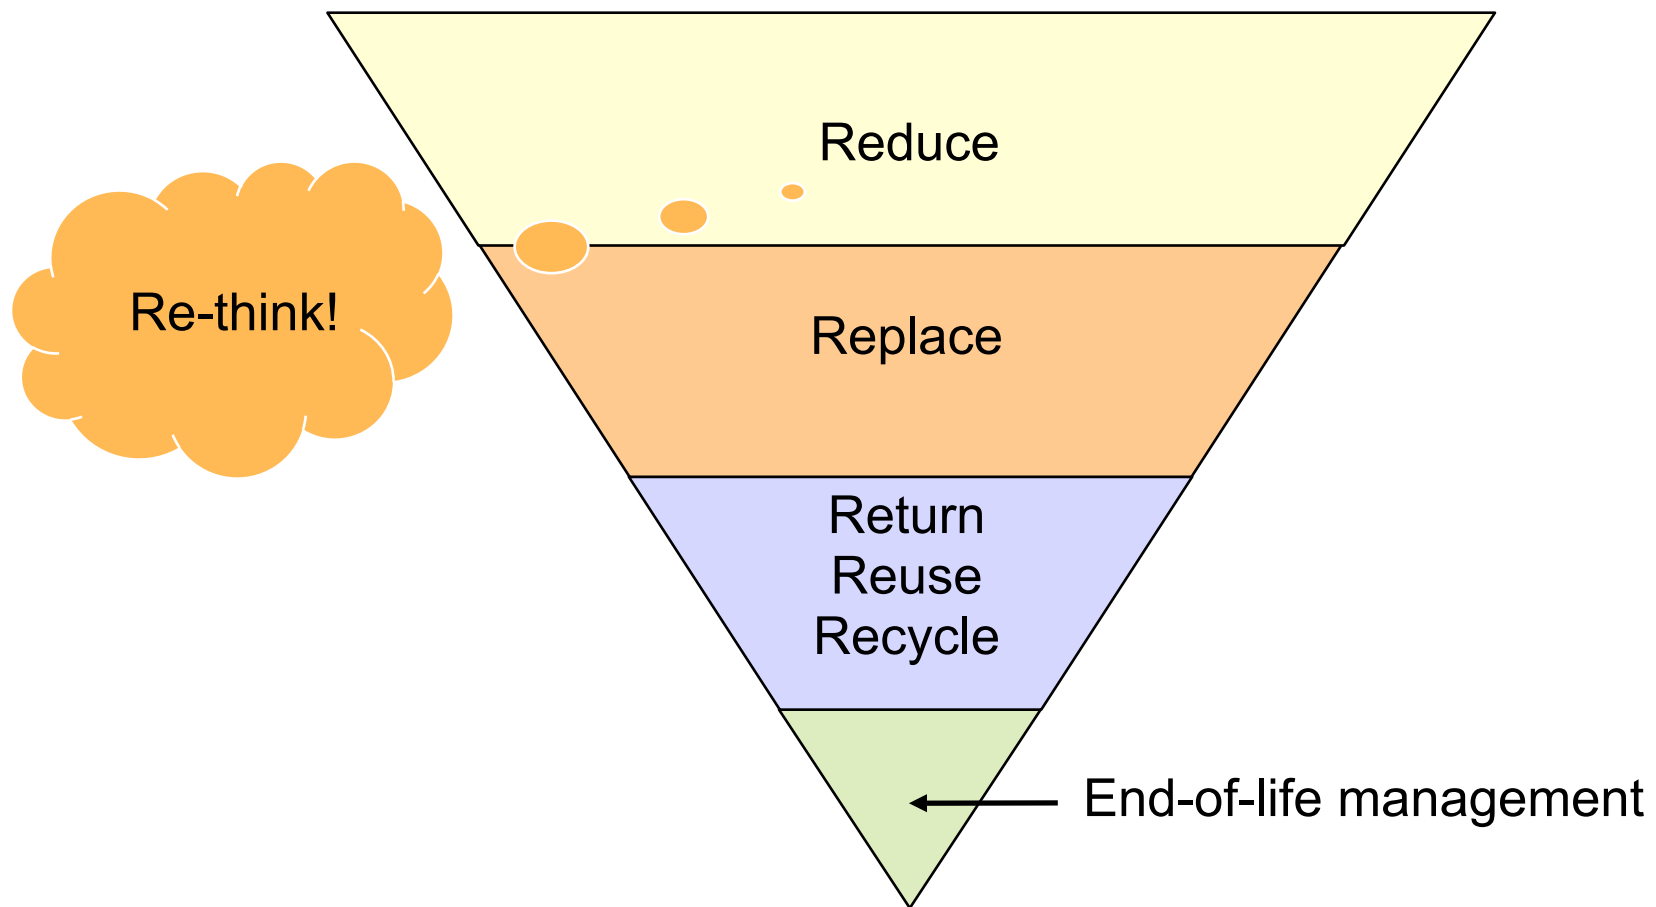 Reduce
Re-think!
Replace
Return
Reuse
Recycle
End-of-life management